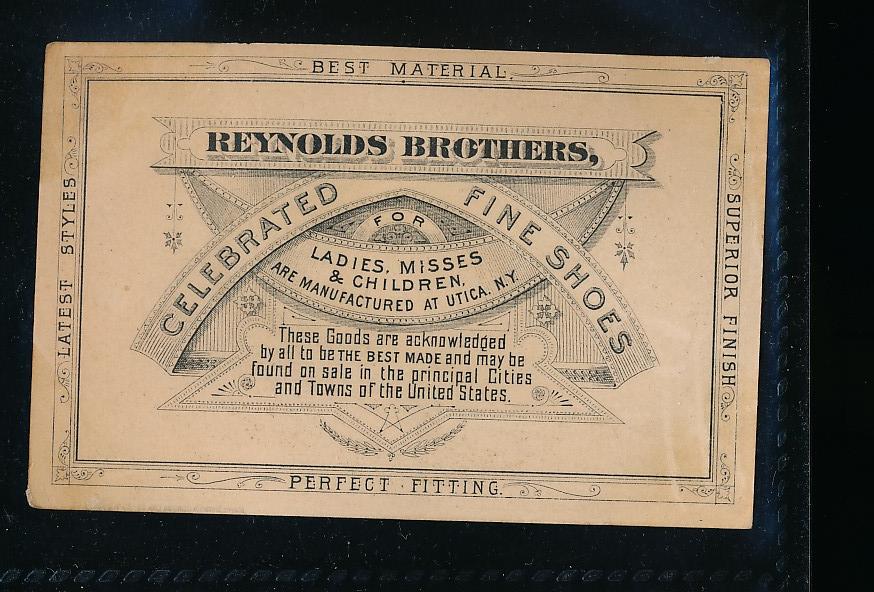 BEST MATERIAL.
REYNOLDS BROTHERS,
CELEBRATED FINE SHOES
FOR
LADIES, MISSES
& CHILDREN,
ARE MANUFACTURED AT UTICA, N.Y.
These Goods are acknowledged
by all to be THE BEST MADE and may be
found on sale in the principal Cities
and Towns of the United States.
LATEST STYLES
SUPERIOR FINISH
PERFECT FITTING.